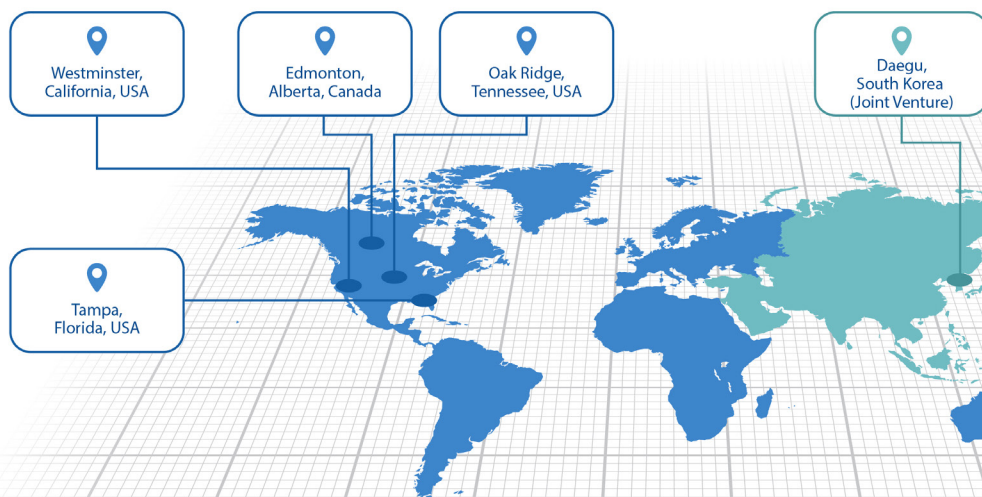 Westminster,
California, USA
Edmonton,
Alberta, Canada
Oak Ridge,
Tennessee, USA
Daegu,
South Korea
(Joint Venture)
Tampa,
Florida, USA